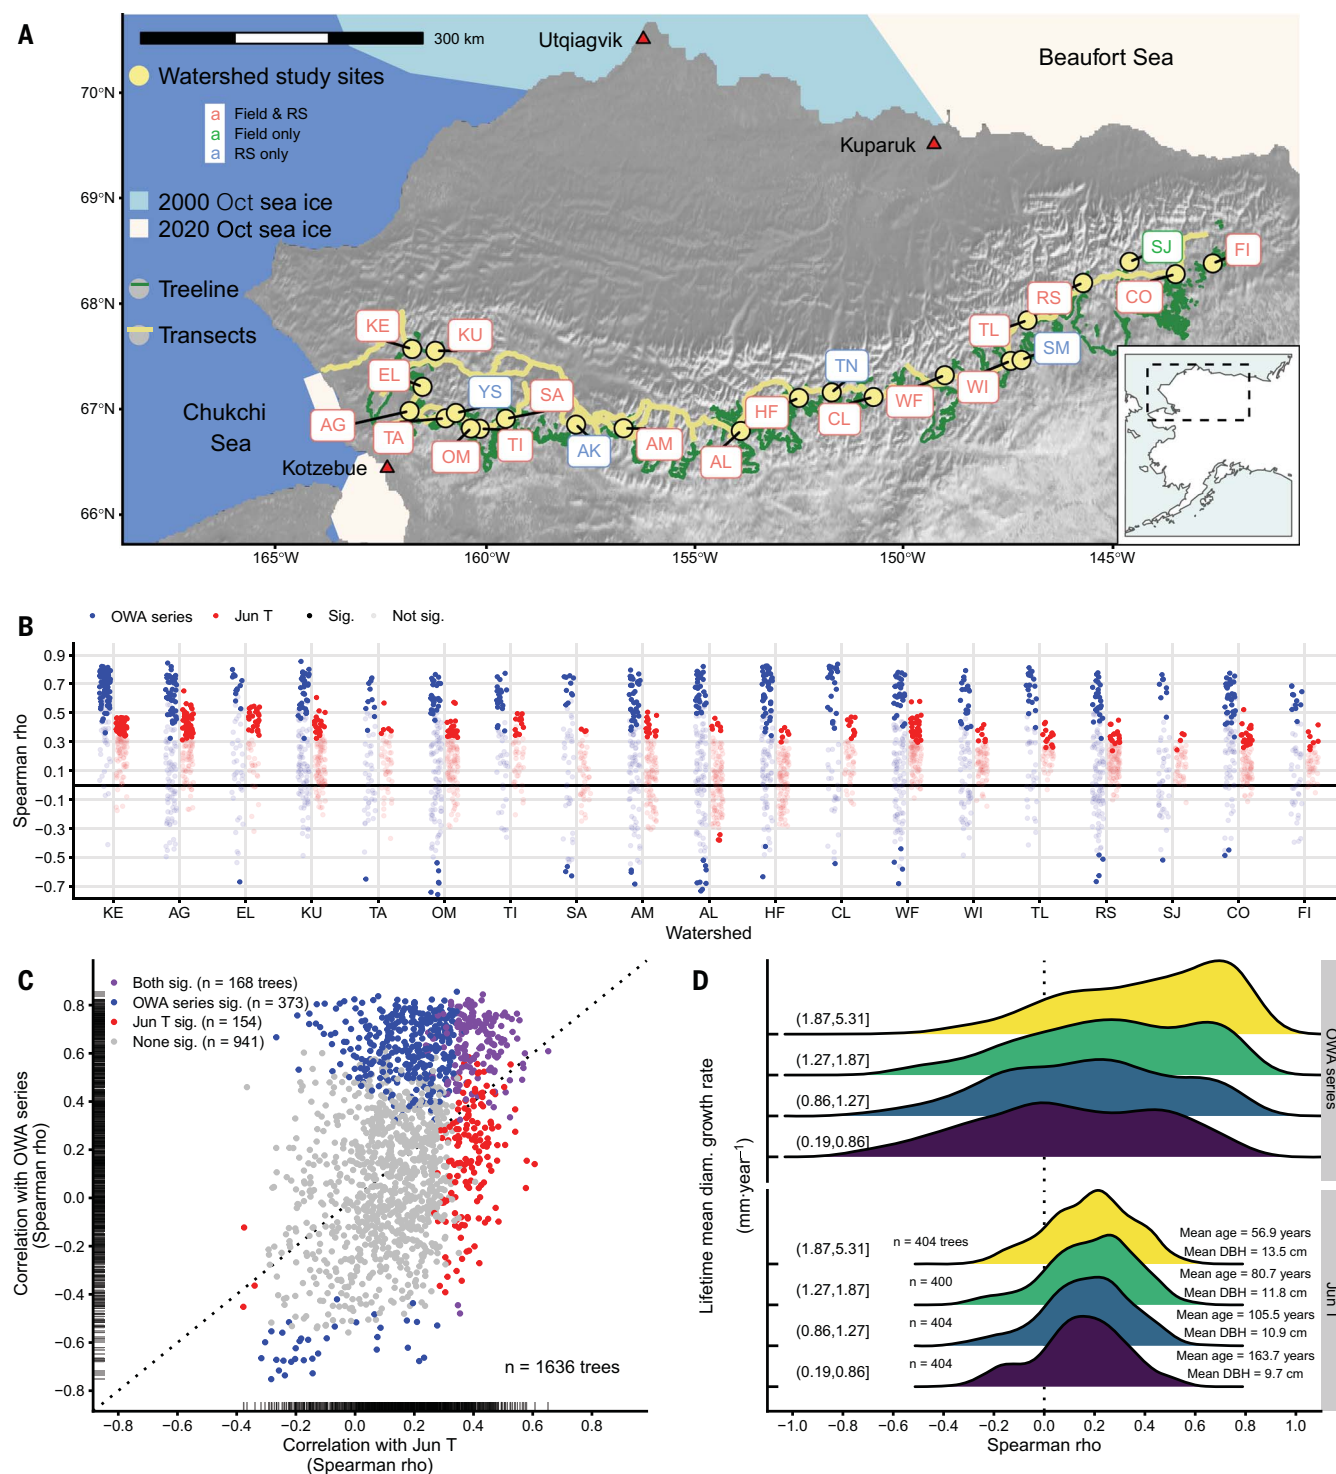 A
300 km
Utqiagvik
Beaufort Sea
Watershed study sites
a Field & RS
a Field only
a RS only
Kuparuk
2000 Oct sea ice
2020 Oct sea ice
Treeline
Transects
70°N
69°N
68°N
67°N
66°N
SJ
FI
RS
CO
KE
KU
TL
SM
EL
YS
SA
TN
WI
AG
TA
HF
CL
WF
OM
TI
AK
AM
AL
Chukchi
Sea
Kotzebue
165°W
160°W
155°W
150°W
145°W
B
OWA series
Jun T
Sig.
Not sig.
Spearman rho
0.9
0.7
0.5
0.3
0.1
−0.1
−0.3
−0.5
−0.7
KE AG EL KU TA OM TI SA AM AL HF CL WF WI TL RS SJ CO FI
Watershed
C
Both sig. (n = 168 trees)
OWA series sig. (n = 373)
Jun T sig. (n = 154)
None sig. (n = 941)
Correlation with OWA series
(Spearman rho)
0.8
0.6
0.4
0.2
0.0
−0.2
−0.4
−0.6
−0.8
n = 1636 trees
−0.8 −0.6 −0.4 −0.2 0.0 0.2 0.4 0.6 0.8
Correlation with Jun T
(Spearman rho)
D
Lifetime mean diam. growth rate
(mm·year⁻¹)
(1.87,5.31]
(1.27,1.87]
(0.86,1.27]
(0.19,0.86]
OWA series
(1.87,5.31]
n = 404 trees
Mean age = 56.9 years
Mean DBH = 13.5 cm
(1.27,1.87]
n = 400
Mean age = 80.7 years
Mean DBH = 11.8 cm
(0.86,1.27]
n = 404
Mean age = 105.5 years
Mean DBH = 10.9 cm
(0.19,0.86]
n = 404
Mean age = 163.7 years
Mean DBH = 9.7 cm
Jun T
−1.0 −0.8 −0.6 −0.4 −0.2 0.0 0.2 0.4 0.6 0.8 1.0
Spearman rho